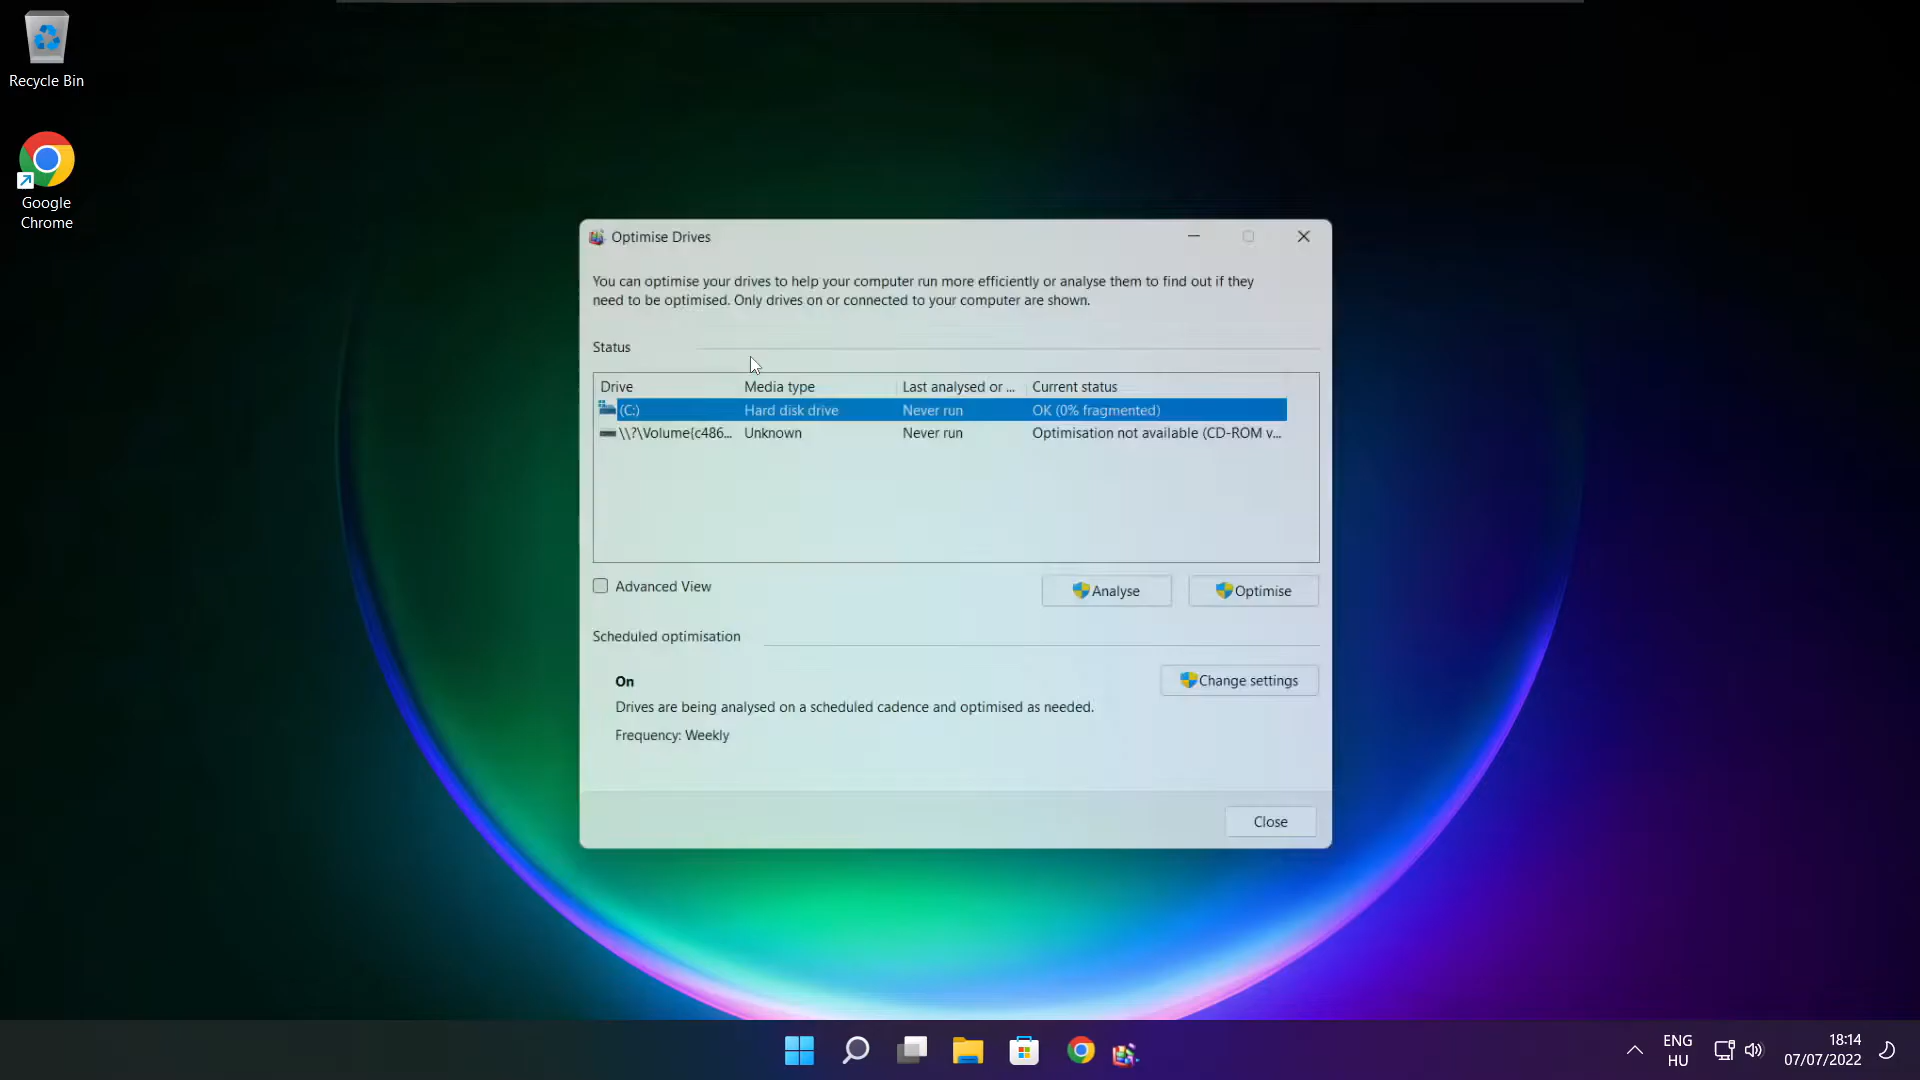 Recycle Bin
Google
Chrome
Optimise Drives
You can optimise your drives to help your computer run more efficiently or analyse them to find out if they
need to be optimised. Only drives on or connected to your computer are shown.
Status
Drive Media type Last analysed or ... Current status
(C:) Hard disk drive Never run OK (0% fragmented)
\\?\Volume{c486... Unknown Never run Optimisation not available (CD-ROM v...
Advanced View
Analyse
Optimise
Scheduled optimisation
On
Change settings
Drives are being analysed on a scheduled cadence and optimised as needed.
Frequency: Weekly
Close
ENG
HU
18:14
07/07/2022